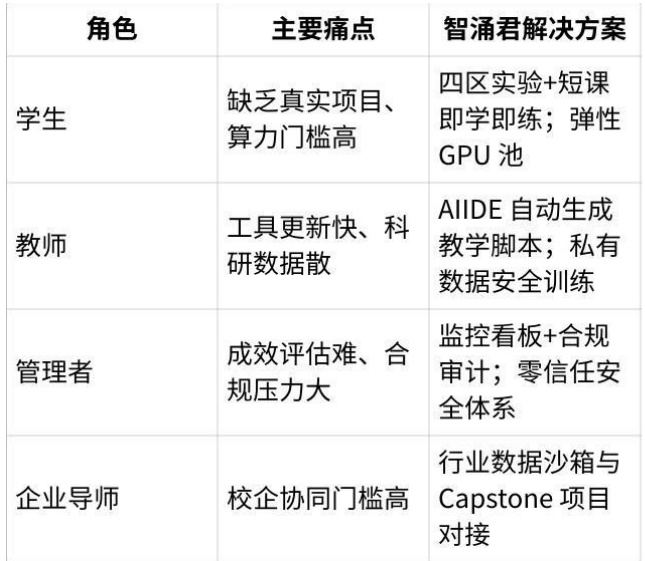 角色 主要痛点 智涌君解决方案
学生
缺乏真实项目、
算力门槛高
四区实验+短课
即学即练；弹性
GPU 池
教师
工具更新快、科
研数据散
AIIDE 自动生成
教学脚本；私有
数据安全训练
管理者
成效评估难、合
规压力大
监控看板+合规
审计；零信任安
全体系
企业导师
校企协同门槛高
行业数据沙箱与
Capstone 项目
对接